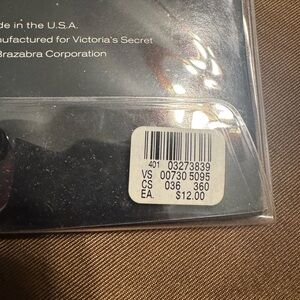 de in the U.S.A.
nufactured for Victoria's Secret
Brazabra Corporation
401 03273839
VS 00730 5095
CS 036 360
EA. $12.00